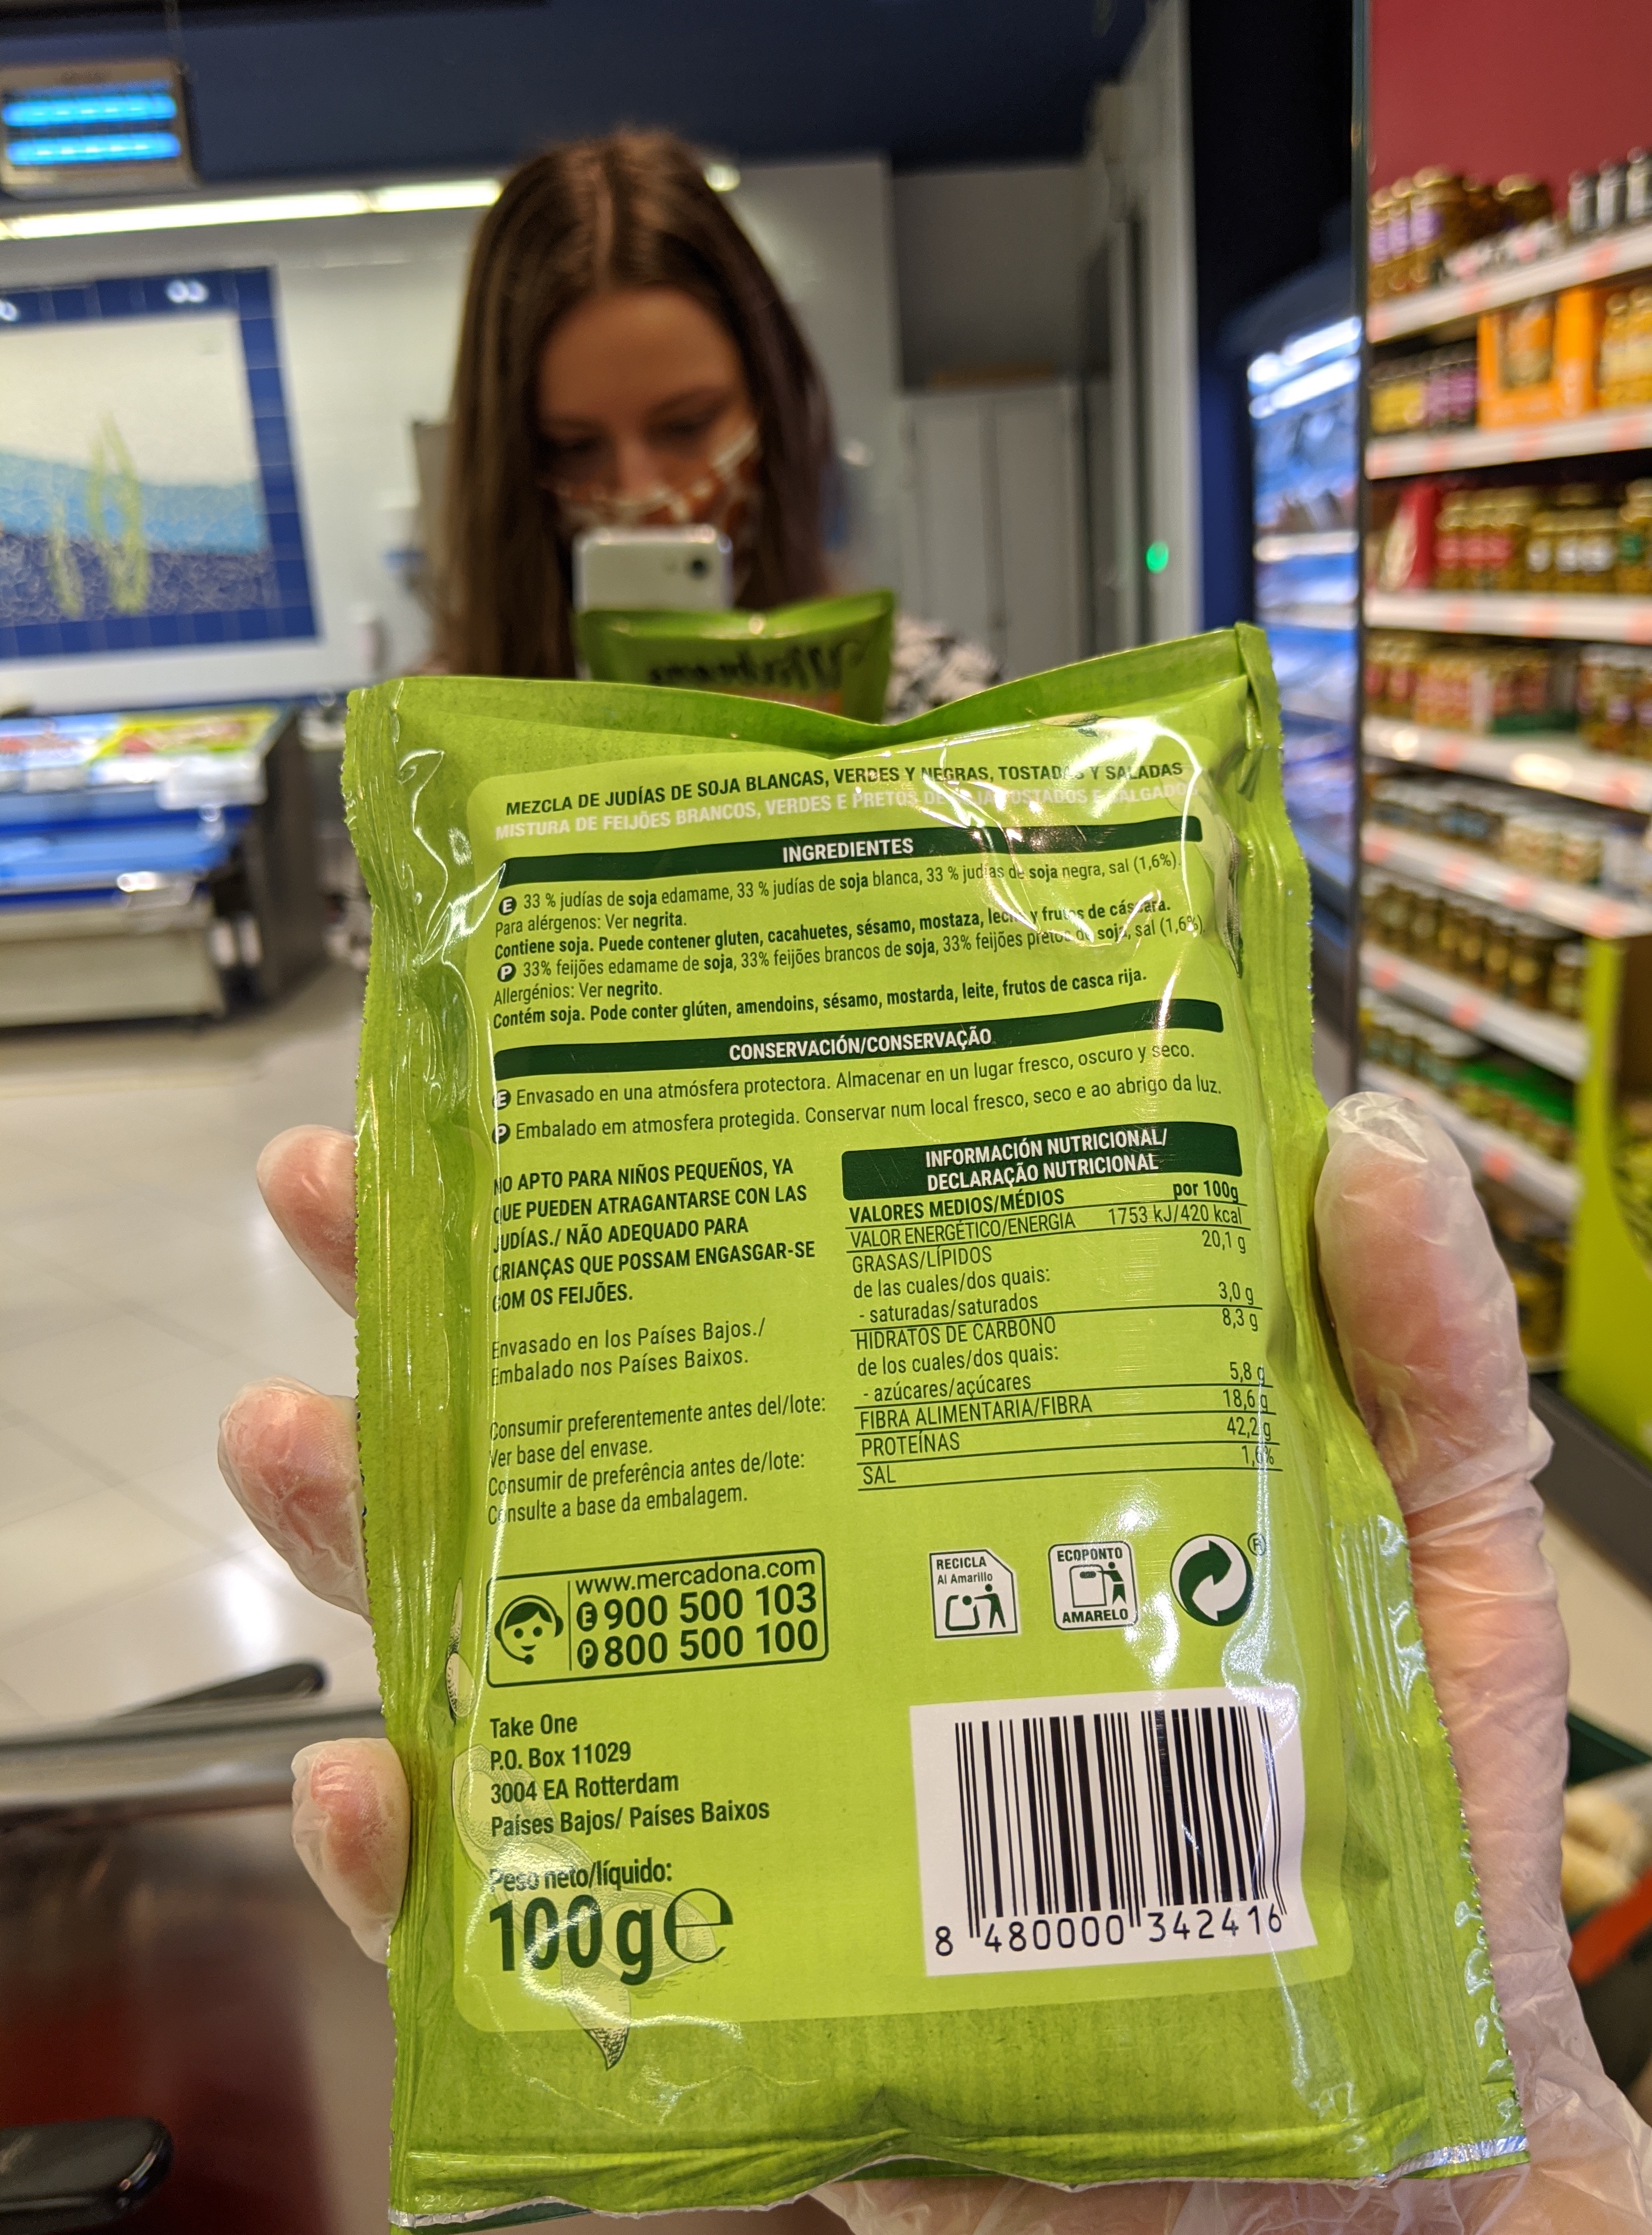 MEZCLA DE JUDÍAS DE SOJA BLANCAS, VERDES Y NEGRAS, TOSTADAS Y SALADAS
MISTURA DE FEIJÕES BRANCOS, VERDES E PRETOS DE SOJA TOSTADOS E SALGADOS
INGREDIENTES
E 33 % judías de soja edamame, 33 % judías de soja blanca, 33 % judías de soja negra, sal (1,6%).
Para alérgenos: Ver negrita.
Contiene soja. Puede contener gluten, cacahuetes, sésamo, mostaza, leche y frutos de cáscara.
P 33% feijões edamame de soja, 33% feijões brancos de soja, 33% feijões pretos de soja, sal (1,6%)
Allergénios: Ver negrito.
Contém soja. Pode conter glúten, amendoins, sésamo, mostarda, leite, frutos de casca rija.
CONSERVACIÓN/CONSERVAÇÃO
E Envasado en una atmósfera protectora. Almacenar en un lugar fresco, oscuro y seco.
P Embalado em atmosfera protegida. Conservar num local fresco, seco e ao abrigo da luz.
NO APTO PARA NIÑOS PEQUEÑOS, YA
QUE PUEDEN ATRAGANTARSE CON LAS
JUDÍAS./ NÃO ADEQUADO PARA
CRIANÇAS QUE POSSAM ENGASGAR-SE
COM OS FEIJÕES.
Envasado en los Países Bajos./
Embalado nos Países Baixos.
Consumir preferentemente antes del/lote:
Ver base del envase.
Consumir de preferência antes de/lote:
Consulte a base da embalagem.
INFORMACIÓN NUTRICIONAL/
DECLARAÇÃO NUTRICIONAL
VALORES MEDIOS/MÉDIOS por 100g
VALOR ENERGÉTICO/ENERGIA 1753 kJ/420 kcal
GRASAS/LÍPIDOS 20,1 g
de las cuales/dos quais:
- saturadas/saturados 3,0 g
HIDRATOS DE CARBONO 8,3 g
de los cuales/dos quais:
- azúcares/açúcares 5,8 g
FIBRA ALIMENTARIA/FIBRA 18,6 g
PROTEÍNAS 42,2 g
SAL 1,6%
www.mercadona.com
E 900 500 103
P 800 500 100
RECICLA
Al Amarillo
ECOPONTO
AMARELO
Take One
P.O. Box 11029
3004 EA Rotterdam
Países Bajos/ Países Baixos
Peso neto/líquido:
100 g e
8 480000 342416